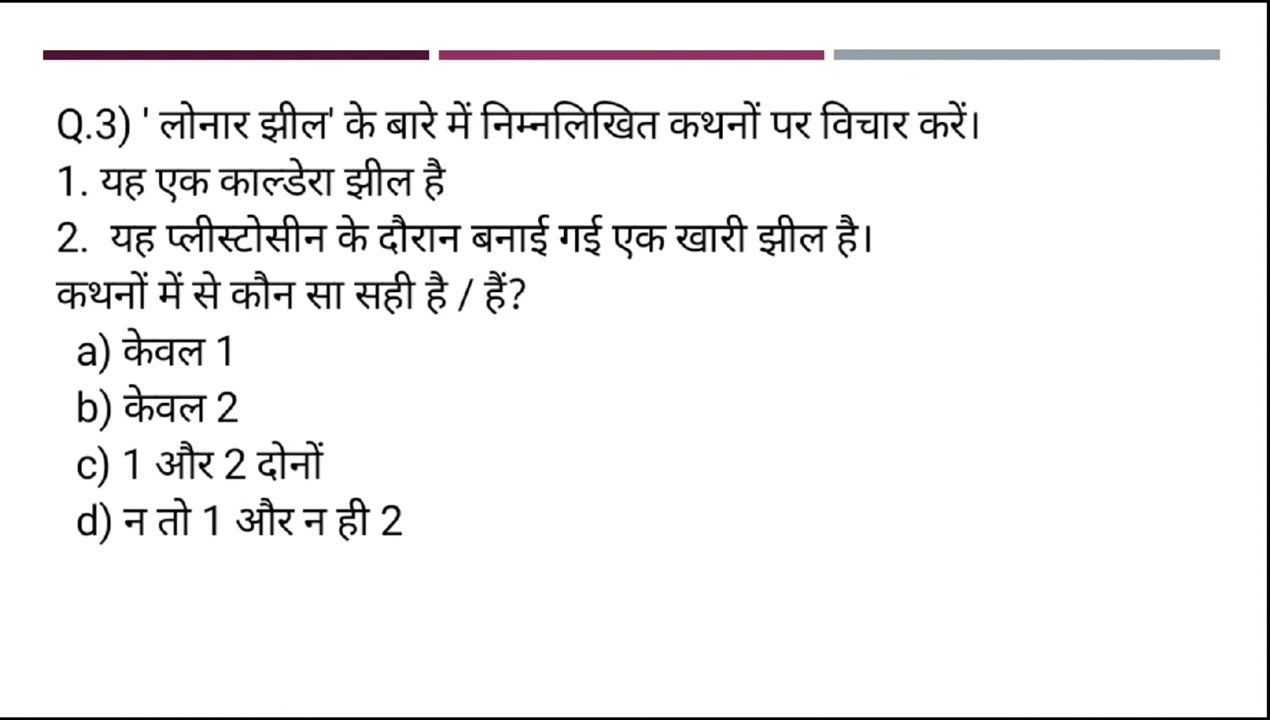 Q.3) ' लोनार झील' के बारे में निम्नलिखित कथनों पर विचार करें।
1. यह एक काल्डेरा झील है
2. यह प्लीस्टोसीन के दौरान बनाई गई एक खारी झील है।
कथनों में से कौन सा सही है / हैं?
a) केवल 1
b) केवल 2
c) 1 और 2 दोनों
d) न तो 1 और न ही 2